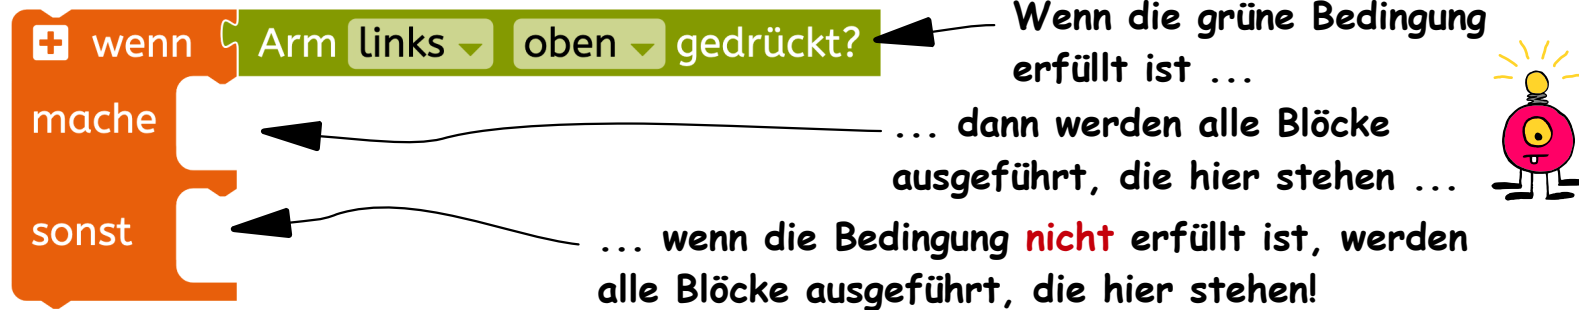 wenn Arm links oben gedrückt?
Wenn die grüne Bedingung
erfüllt ist ...
mache
... dann werden alle Blöcke
ausgeführt, die hier stehen ...
sonst
... wenn die Bedingung nicht erfüllt ist, werden
alle Blöcke ausgeführt, die hier stehen!